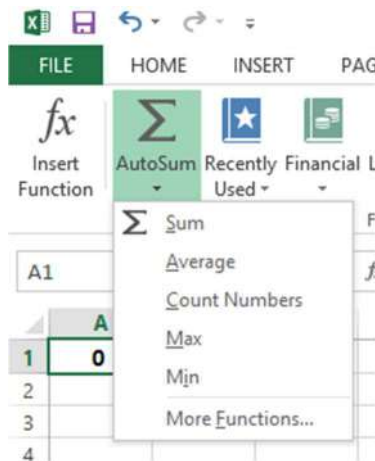 FILE HOME INSERT PAG
fx Σ
Insert AutoSum Recently Financial L
Function Used
Σ Sum F
Average
A1
Count Numbers
A
Max
1 0
Min
2
3 More Functions...
4